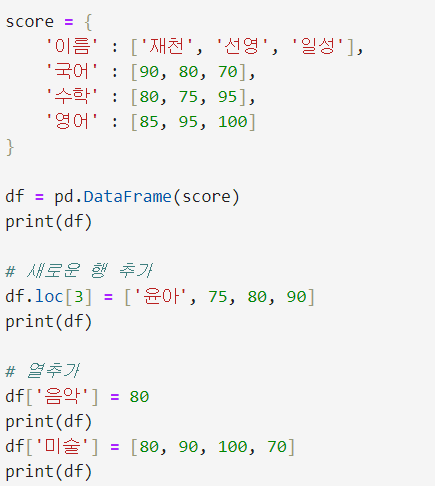 score = {
    '이름' : ['재천', '선영', '일성'],
    '국어' : [90, 80, 70],
    '수학' : [80, 75, 95],
    '영어' : [85, 95, 100]
}

df = pd.DataFrame(score)
print(df)

# 새로운 행 추가
df.loc[3] = ['윤아', 75, 80, 90]
print(df)

# 열추가
df['음악'] = 80
print(df)
df['미술'] = [80, 90, 100, 70]
print(df)